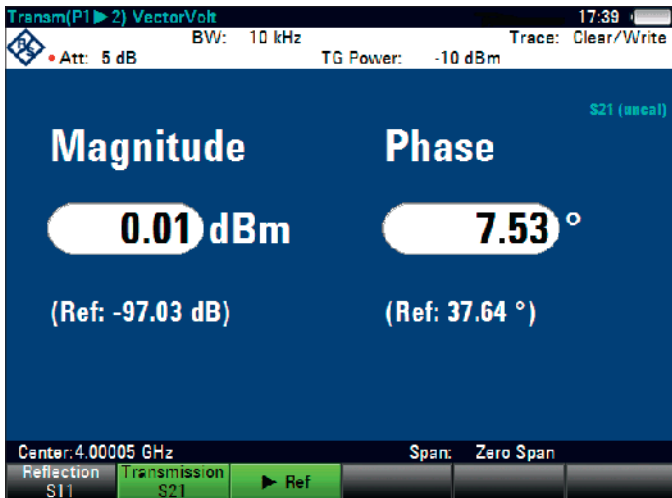 Transm(P1▶2) VectorVolt 17:39
BW: 10 kHz Trace: Clear/Write
• Att: 5 dB TG Power: -10 dBm
S21 (uncal)
Magnitude Phase
0.01 dBm 7.53 °
(Ref: -97.03 dB) (Ref: 37.64 °)
Center:4.00005 GHz Span: Zero Span
Reflection Transmission
S11 S21 ▶ Ref